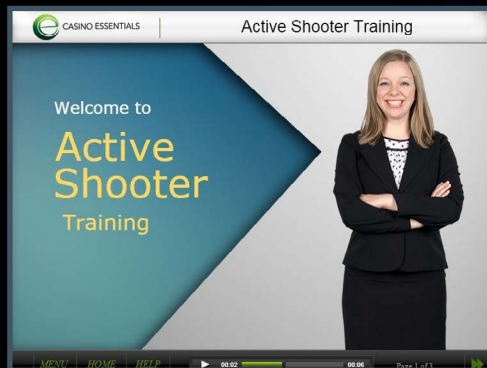 CASINO ESSENTIALS
Active Shooter Training
Welcome to
Active
Shooter
Training
MENU HOME HELP 00:02 00:06 Page 1 of 3